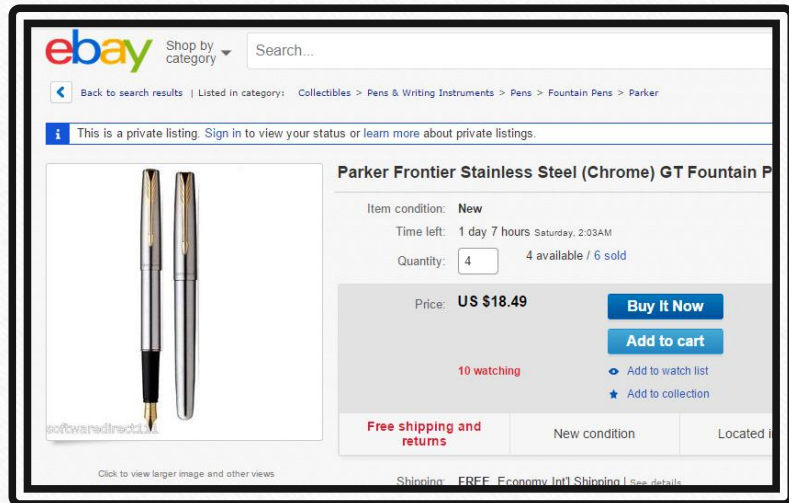 ebay
Shop by
category
Search...
Back to search results | Listed in category: Collectibles > Pens & Writing Instruments > Pens > Fountain Pens > Parker
i This is a private listing. Sign in to view your status or learn more about private listings.
Parker Frontier Stainless Steel (Chrome) GT Fountain P
Item condition: New
Time left: 1 day 7 hours Saturday, 2:03AM
Quantity: 4 4 available / 6 sold
Price: US $18.49
Buy It Now
Add to cart
10 watching
Add to watch list
Add to collection
softwaredirect111
Click to view larger image and other views
Free shipping and
returns
New condition
Located i
Shipping: FREE Economy Int'l Shipping | See details